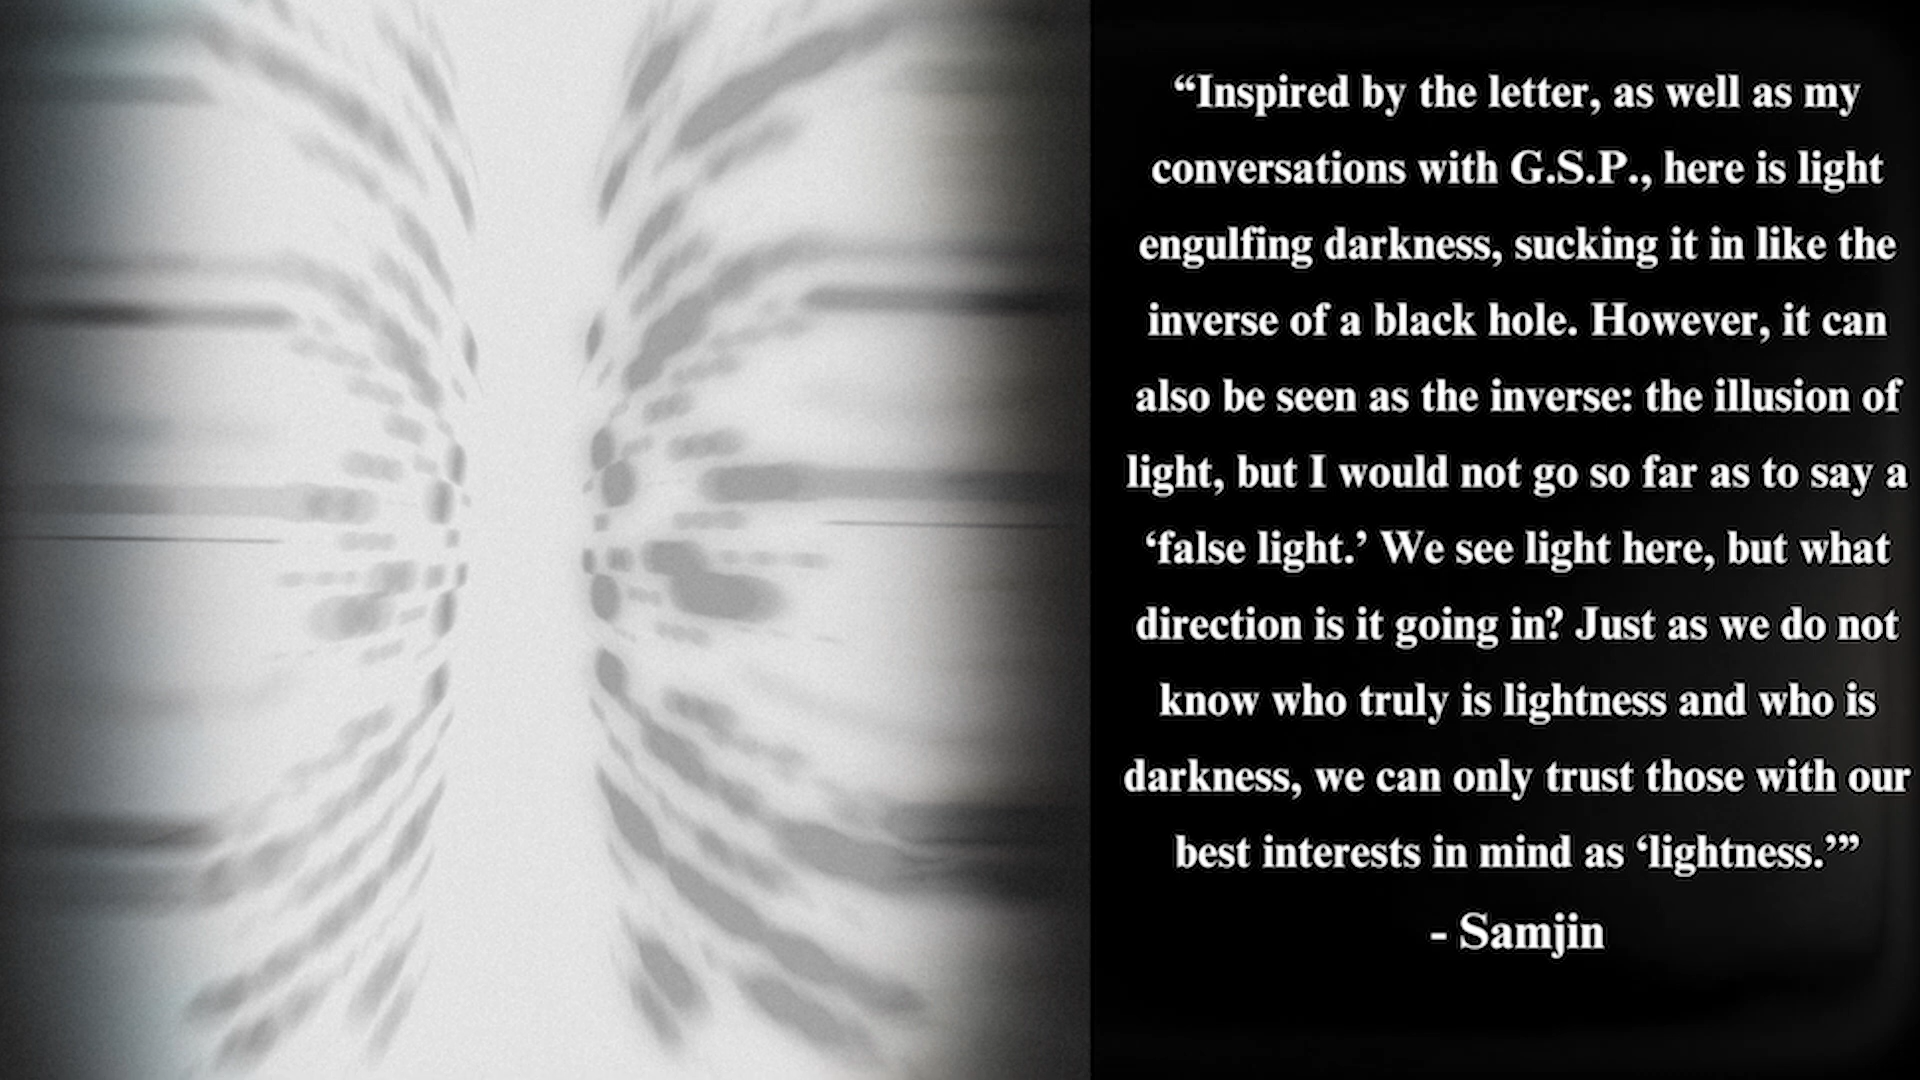 “Inspired by the letter, as well as my
conversations with G.S.P., here is light
engulfing darkness, sucking it in like the
inverse of a black hole. However, it can
also be seen as the inverse: the illusion of
light, but I would not go so far as to say a
‘false light.’ We see light here, but what
direction is it going in? Just as we do not
know who truly is lightness and who is
darkness, we can only trust those with our
best interests in mind as ‘lightness.’”
- Samjin